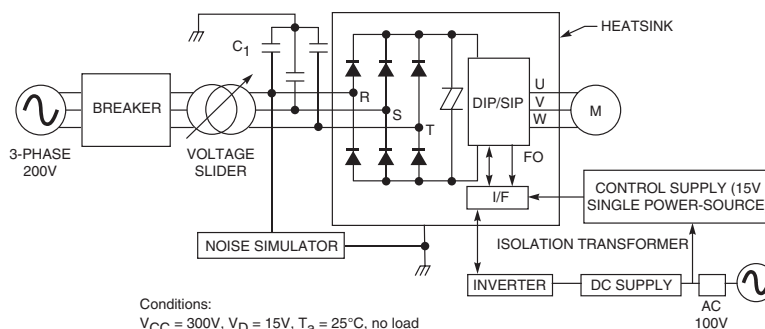 HEATSINK
C1
BREAKER
R
S
T
DIP/SIP
U
V
W
M
3-PHASE
200V
VOLTAGE
SLIDER
FO
I/F
CONTROL SUPPLY (15V
SINGLE POWER-SOURCE
NOISE SIMULATOR
ISOLATION TRANSFORMER
INVERTER
DC SUPPLY
AC
100V
Conditions:
VCC = 300V, VD = 15V, Ta = 25°C, no load